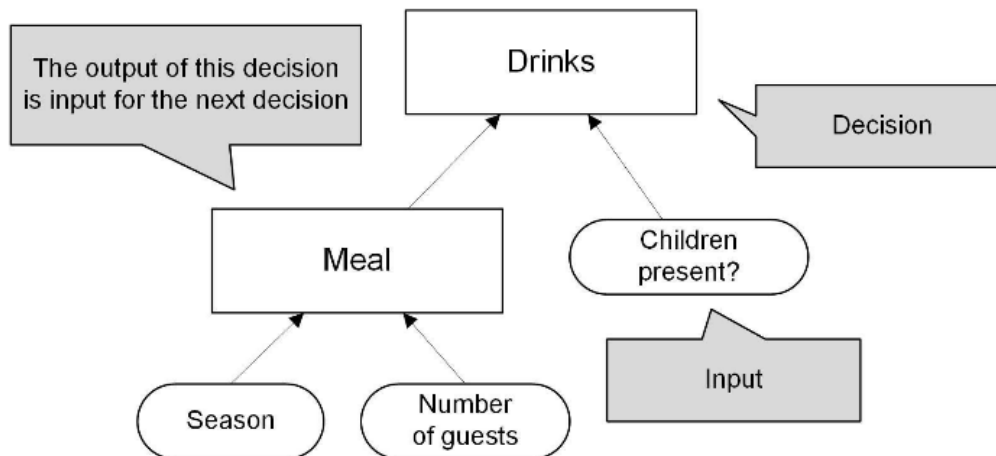 The output of this decision
is input for the next decision
Drinks
Decision
Meal
Children
present?
Input
Season
Number
of guests